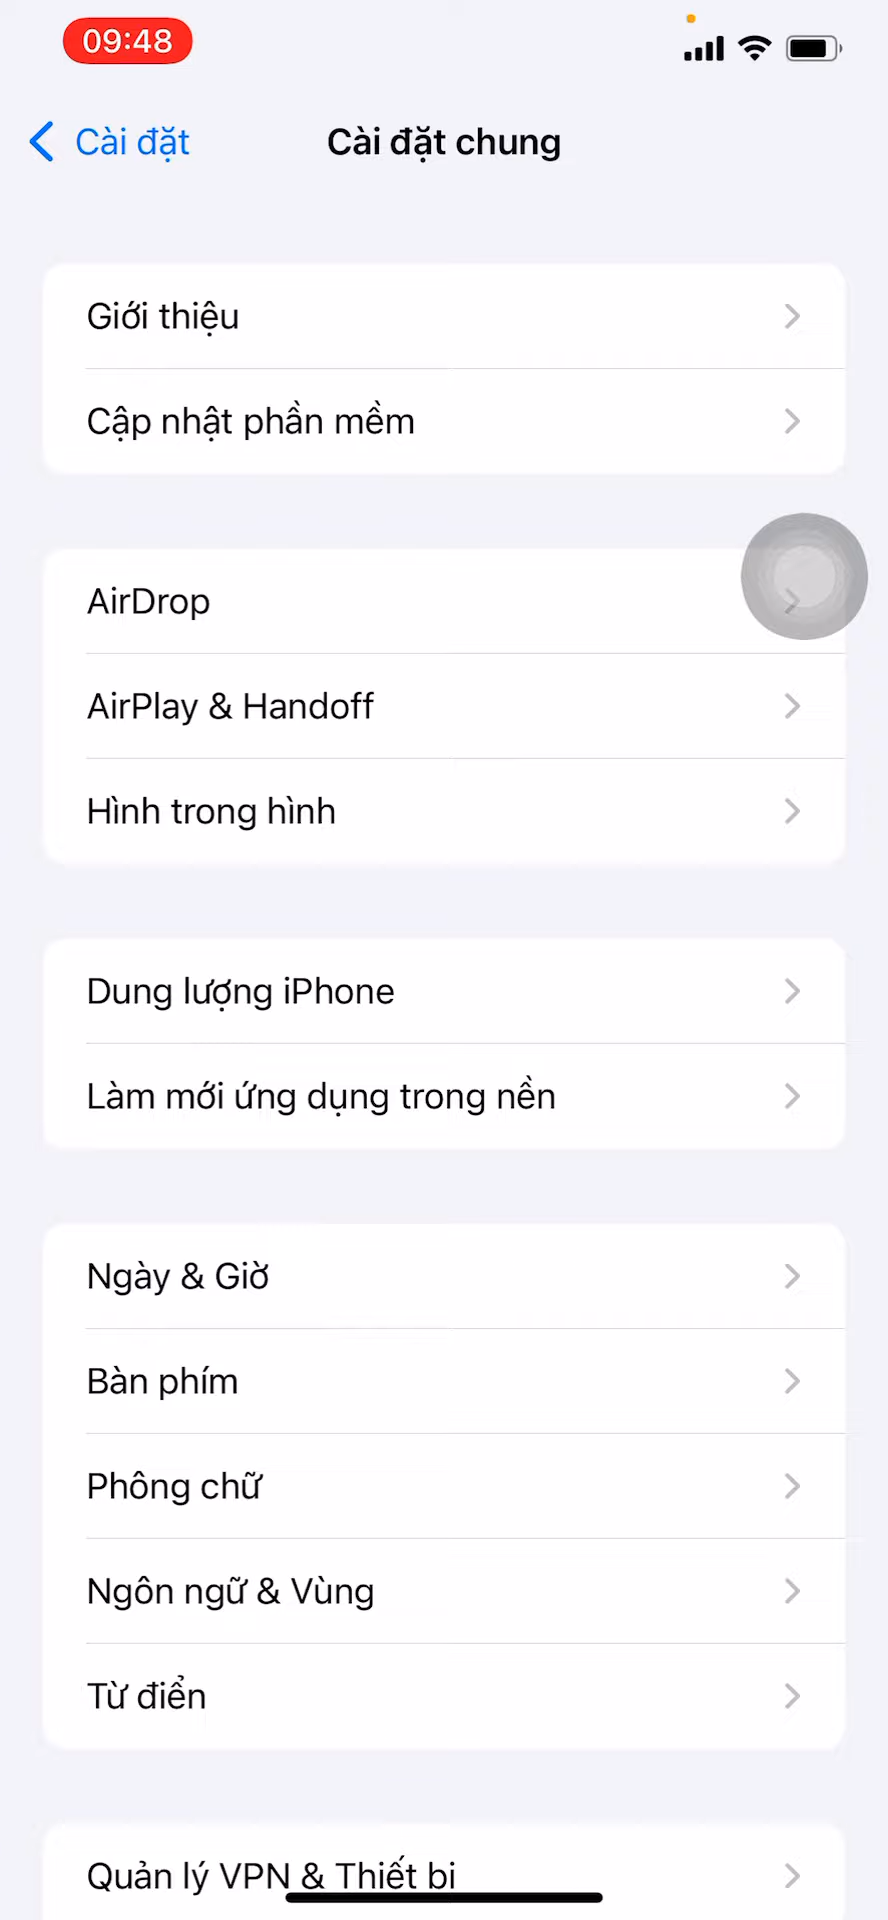 09:48
Cài đặt
Cài đặt chung
Giới thiệu
Cập nhật phần mềm
AirDrop
AirPlay & Handoff
Hình trong hình
Dung lượng iPhone
Làm mới ứng dụng trong nền
Ngày & Giờ
Bàn phím
Phông chữ
Ngôn ngữ & Vùng
Từ điển
Quản lý VPN & Thiết bị